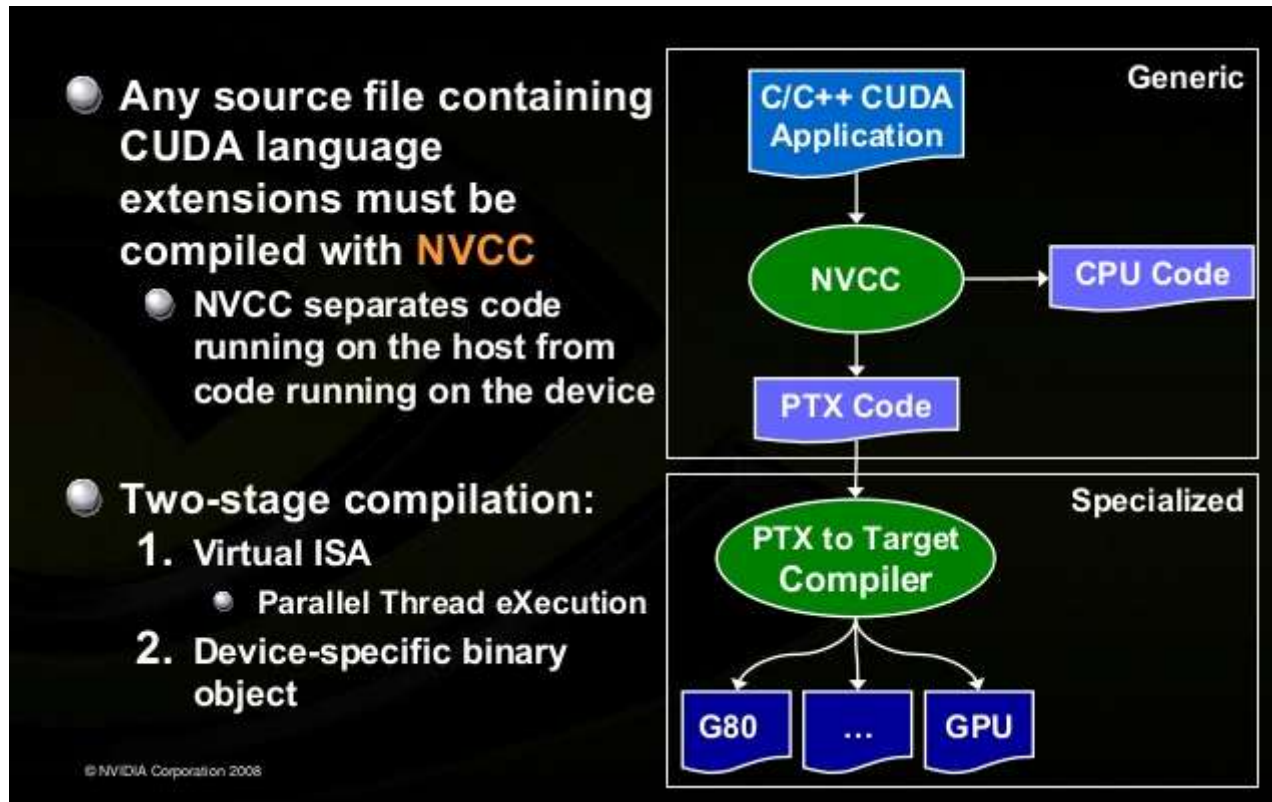 Any source file containing
CUDA language
extensions must be
compiled with NVCC
NVCC separates code
running on the host from
code running on the device
Two-stage compilation:
1. Virtual ISA
Parallel Thread eXecution
2. Device-specific binary
object
© NVIDIA Corporation 2008
Generic
C/C++ CUDA
Application
NVCC
CPU Code
PTX Code
Specialized
PTX to Target
Compiler
G80
...
GPU